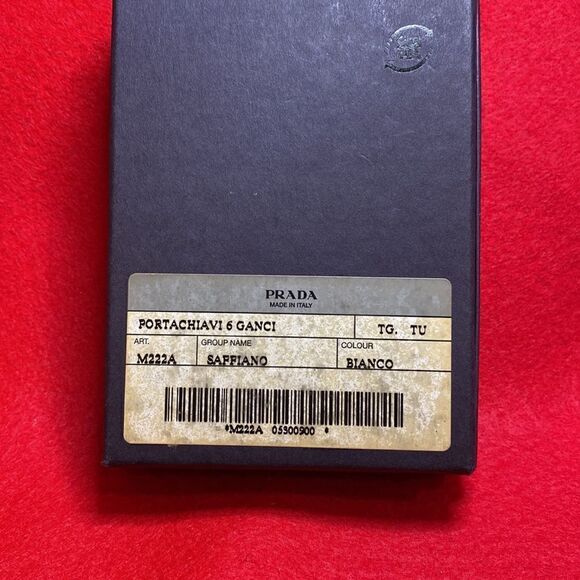 PRADA
MADE IN ITALY
PORTACHIAVI 6 GANCI TG. TU
ART. GROUP NAME COLOUR
M222A SAFFIANO BIANCO
*M222A 05300900 *